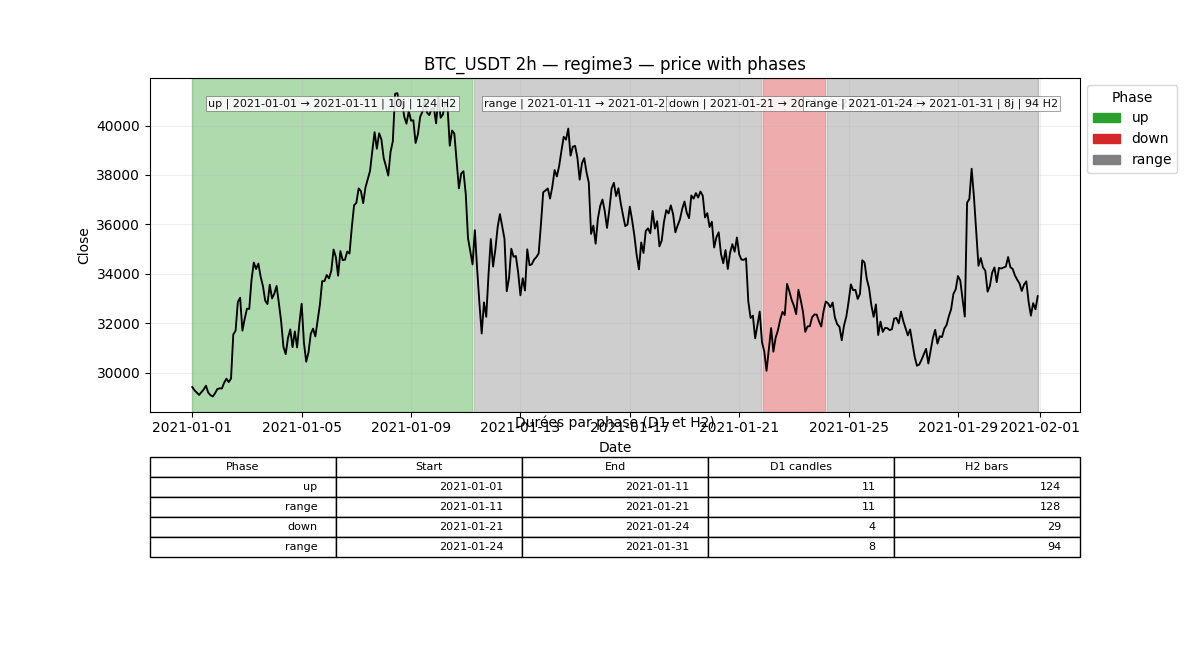 BTC_USDT 2h — regime3 — price with phases
up | 2021-01-01 → 2021-01-11 | 10j | 124 H2
range | 2021-01-11 → 2021-01-2
down | 2021-01-21 → 20
range | 2021-01-24 → 2021-01-31 | 8j | 94 H2
Phase
up
down
range
Close
40000
38000
36000
34000
32000
30000
2021-01-01 2021-01-05 2021-01-09 2021-01-13 2021-01-17 2021-01-21 2021-01-25 2021-01-29 2021-02-01
Durées par phase (D1 et H2)
Date
Phase Start End D1 candles H2 bars
up 2021-01-01 2021-01-11 11 124
range 2021-01-11 2021-01-21 11 128
down 2021-01-21 2021-01-24 4 29
range 2021-01-24 2021-01-31 8 94